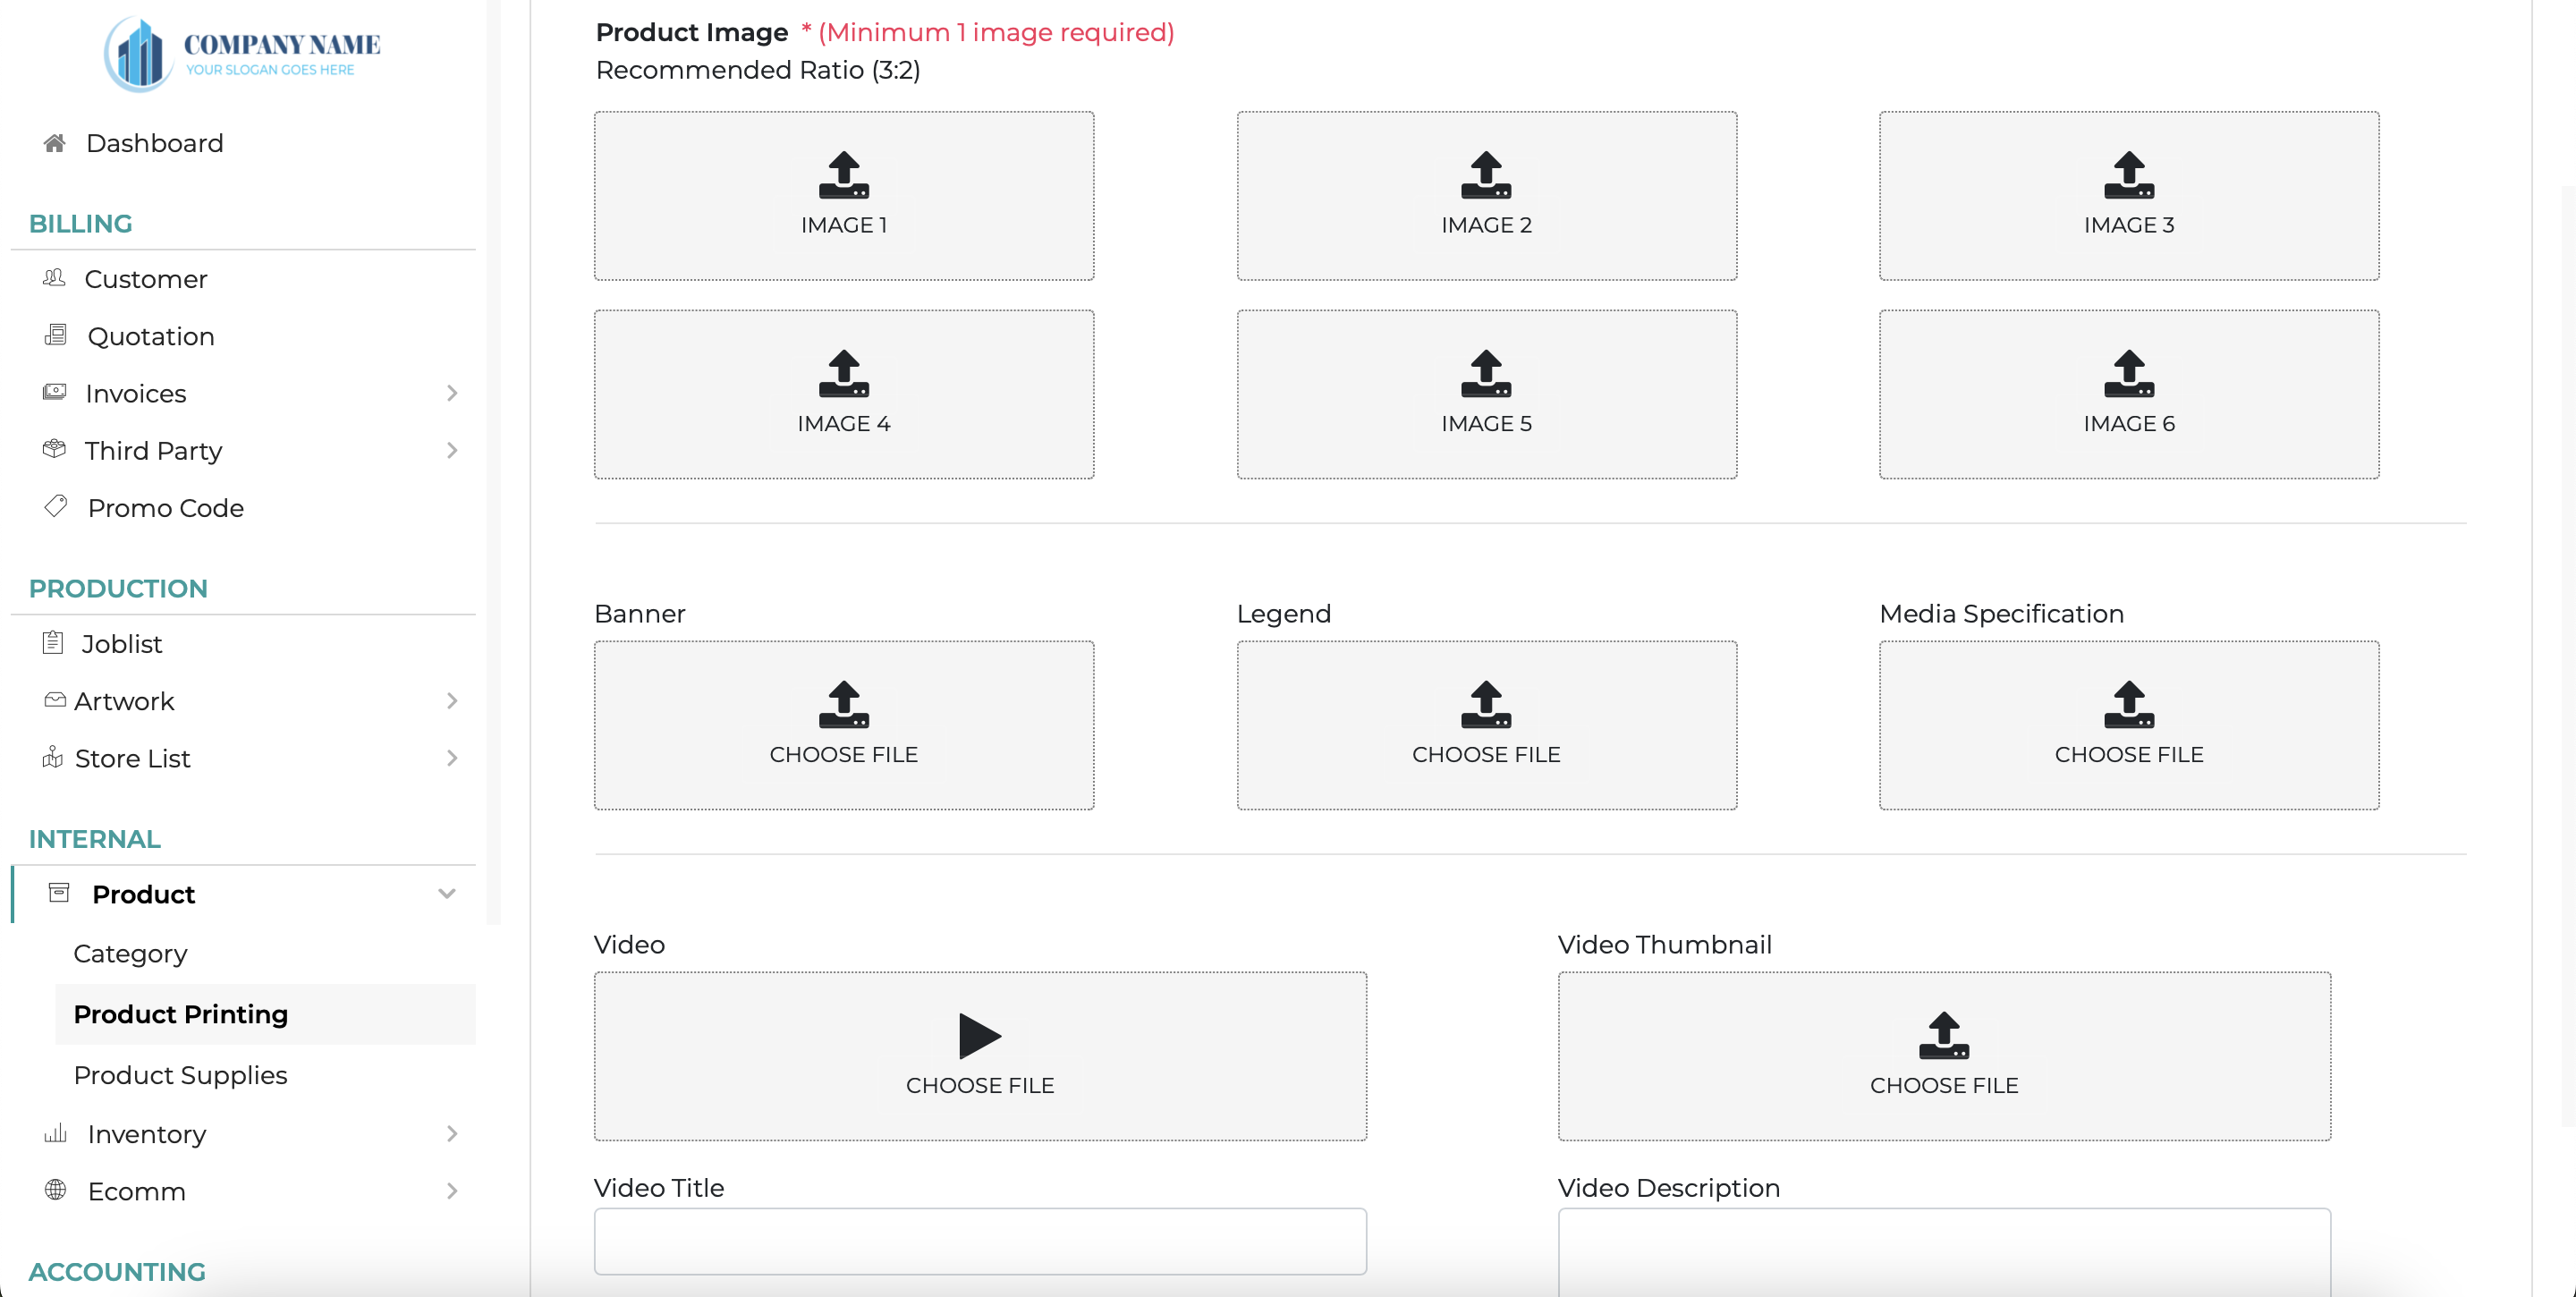 COMPANY NAME
YOUR SLOGAN GOES HERE
Dashboard
BILLING
Customer
Quotation
Invoices
Third Party
Promo Code
PRODUCTION
Joblist
Artwork
Store List
INTERNAL
Product
Category
Product Printing
Product Supplies
Inventory
Ecomm
ACCOUNTING
Product Image * (Minimum 1 image required)
Recommended Ratio (3:2)
IMAGE 1
IMAGE 2
IMAGE 3
IMAGE 4
IMAGE 5
IMAGE 6
Banner
Legend
Media Specification
CHOOSE FILE
CHOOSE FILE
CHOOSE FILE
Video
Video Thumbnail
CHOOSE FILE
CHOOSE FILE
Video Title
Video Description